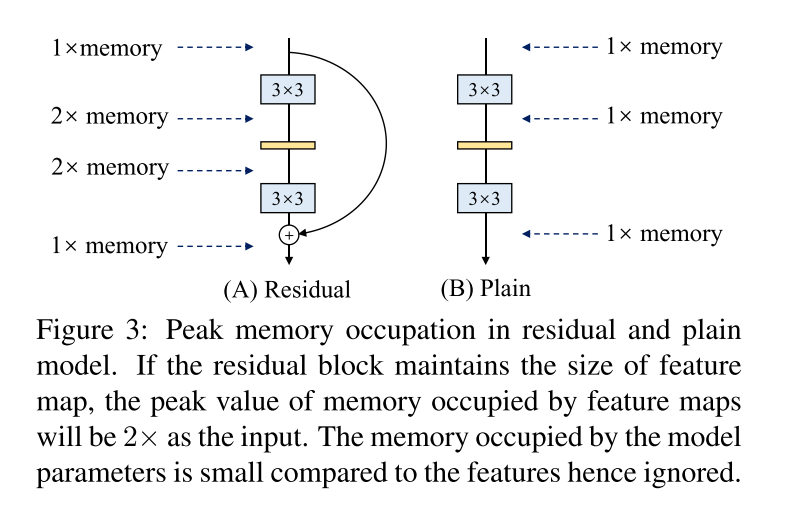 1×memory
2× memory
2× memory
1× memory
3×3
3×3
+
(A) Residual
3×3
3×3
(B) Plain
1× memory
1× memory
1× memory
Figure 3: Peak memory occupation in residual and plain
model. If the residual block maintains the size of feature
map, the peak value of memory occupied by feature maps
will be 2× as the input. The memory occupied by the model
parameters is small compared to the features hence ignored.